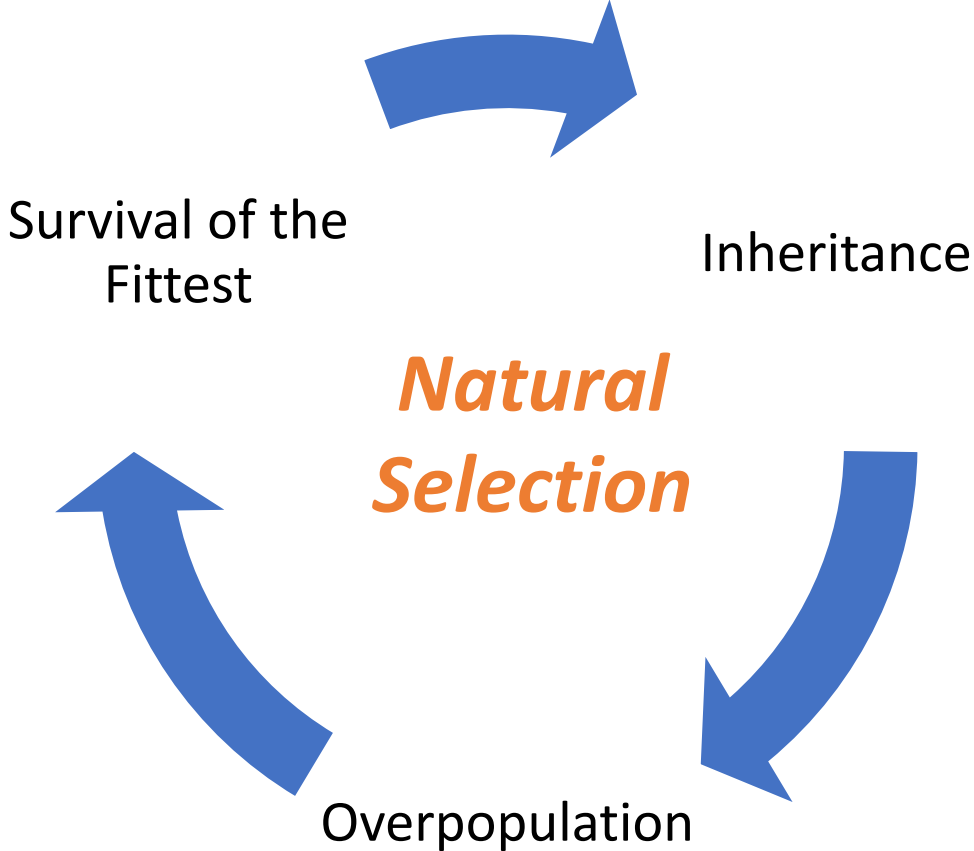 Survival of the
Fittest
Inheritance
Natural
Selection
Overpopulation